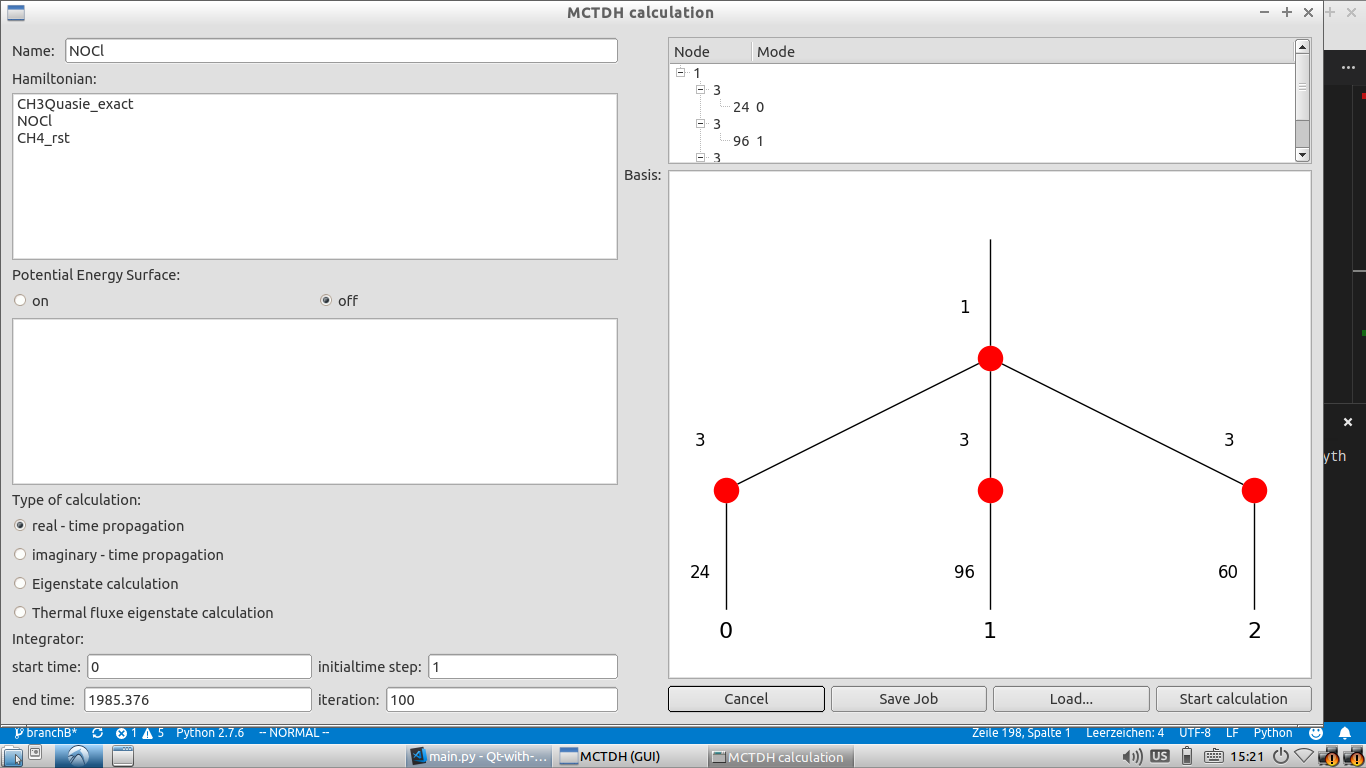 MCTDH calculation
Name: NOCl
Hamiltonian:
CH3Quasie_exact
NOCl
CH4_rst
Potential Energy Surface:
on off
Type of calculation:
real - time propagation
imaginary - time propagation
Eigenstate calculation
Thermal fluxe eigenstate calculation
Integrator:
start time: 0 initialtime step: 1
end time: 1985.376 iteration: 100
Basis:
Node Mode
1
3
24 0
3
96 1
3
1
3 3 3
24 96 60
0 1 2
Cancel Save Job Load... Start calculation
yth
branchB* 1 5 Python 2.7.6 -- NORMAL -- Zeile 198, Spalte 1 Leerzeichen: 4 UTF-8 LF Python
main.py - Qt-with-... MCTDH (GUI) MCTDH calculation US 15:21